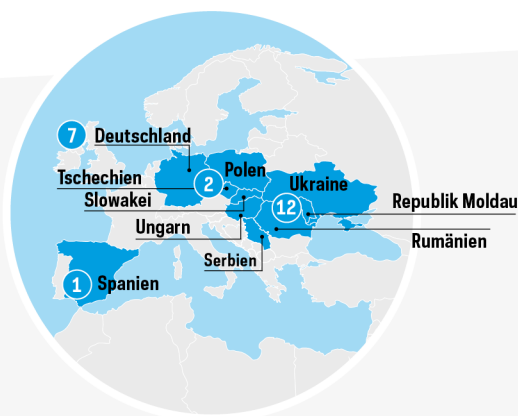 7
Deutschland
Polen
Tschechien
2
Ukraine
Slowakei
12
Republik Moldau
Ungarn
Rumänien
Serbien
1
Spanien